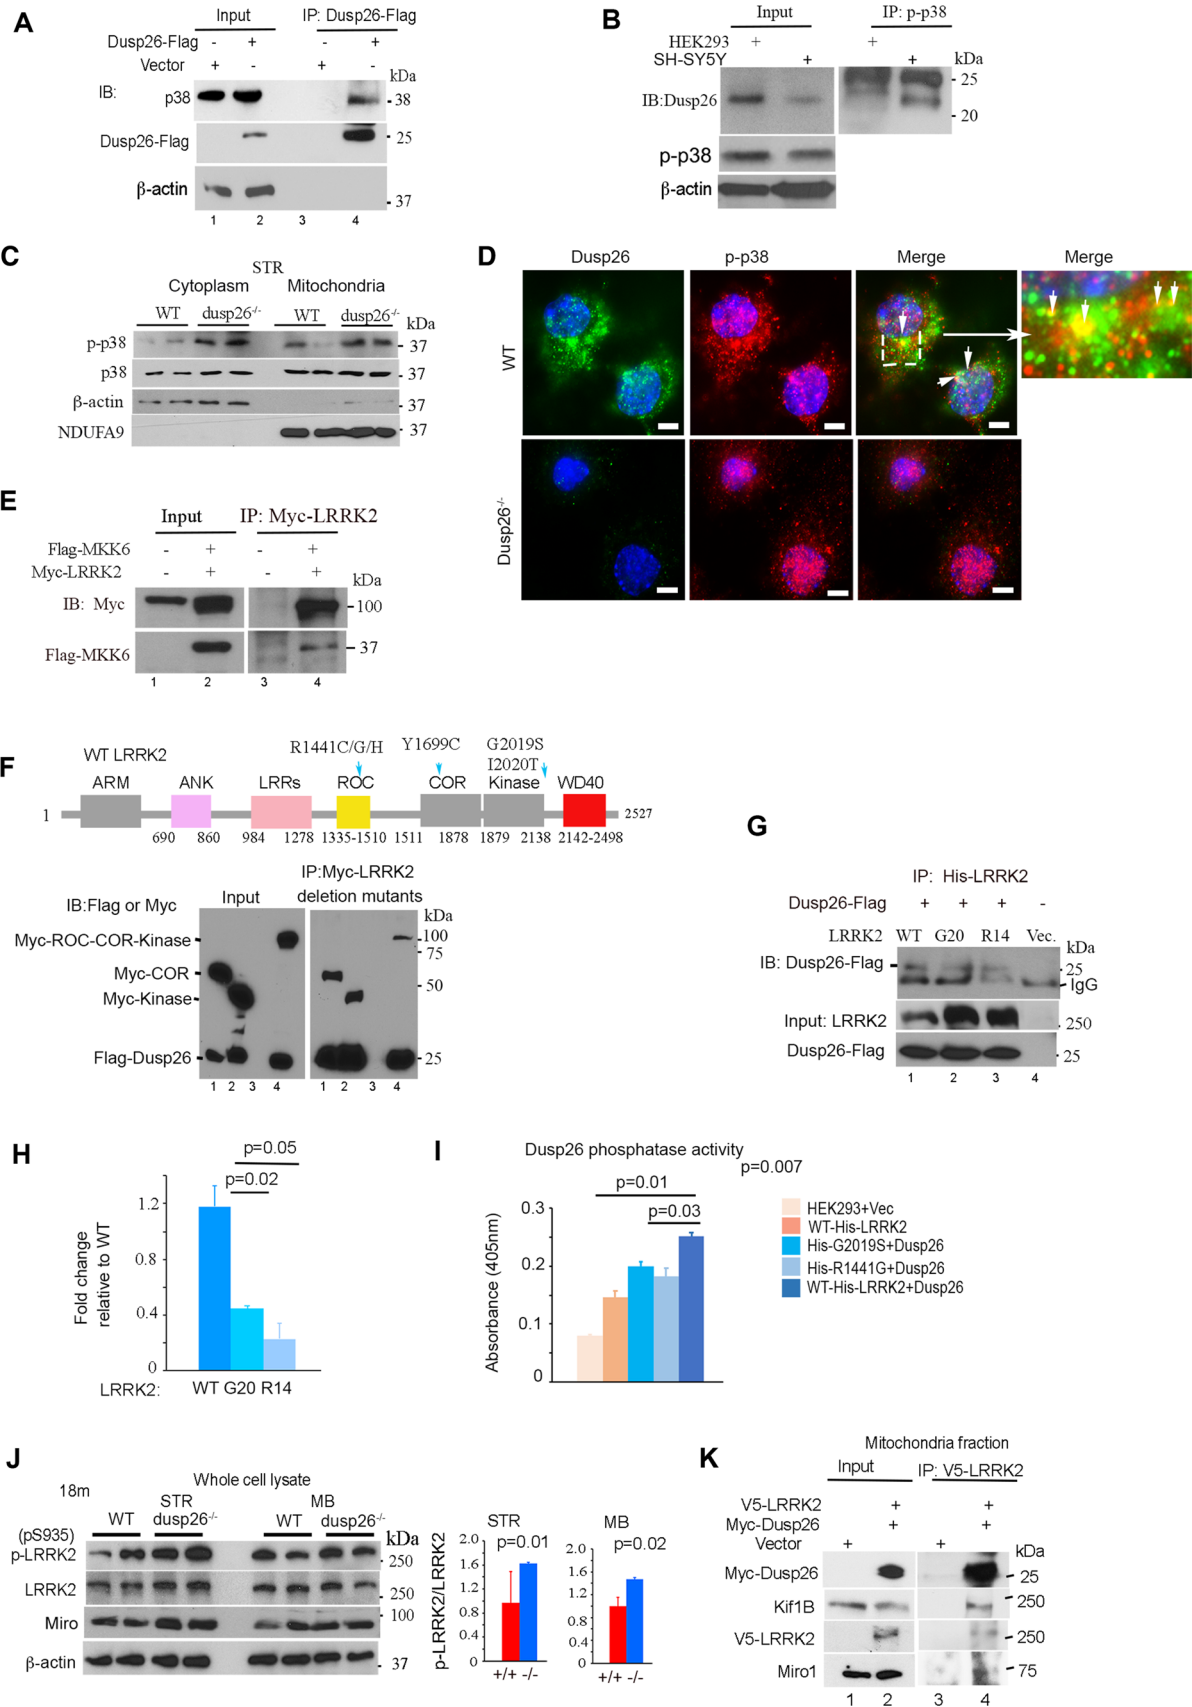 A
Input IP: Dusp26-Flag
Dusp26-Flag - + - +
Vector + - + -
kDa
IB: p38 38
Dusp26-Flag 25
β-actin 37
1 2 3 4
B
Input IP: p-p38
HEK293 + +
SH-SY5Y + + kDa
25
IB:Dusp26
20
p-p38
β-actin
C
STR
Cytoplasm Mitochondria
WT dusp26-/- WT dusp26-/- kDa
p-p38 37
p38 37
β-actin 37
NDUFA9 37
D
Dusp26 p-p38 Merge Merge
WT
Dusp26-/-
E
Input IP: Myc-LRRK2
Flag-MKK6 - + - +
Myc-LRRK2 - + - +
kDa
IB: Myc 100
Flag-MKK6 37
1 2 3 4
F
WT LRRK2 R1441C/G/H Y1699C G2019S
I2020T
ARM ANK LRRs ROC COR Kinase WD40
1 2527
690 860 984 1278 1335-1510 1511 1878 1879 2138 2142-2498
IP:Myc-LRRK2
Input deletion mutants
IB:Flag or Myc
kDa
Myc-ROC-COR-Kinase 100
75
Myc-COR
50
Myc-Kinase
Flag-Dusp26 25
1 2 3 4 1 2 3 4
G
IP: His-LRRK2
Dusp26-Flag + + + -
LRRK2 WT G20 R14 Vec.
kDa
IB: Dusp26-Flag 25
IgG
Input: LRRK2 250
Dusp26-Flag 25
1 2 3 4
H
p=0.05
p=0.02
Fold change
relative to WT
1.2
0.8
0.4
0
LRRK2: WT G20 R14
I
Dusp26 phosphatase activity
p=0.007
p=0.01
p=0.03
Absorbance (405nm)
0.3
0.2
0.1
0
HEK293+Vec
WT-His-LRRK2
His-G2019S+Dusp26
His-R1441G+Dusp26
WT-His-LRRK2+Dusp26
J
18m
Whole cell lysate
STR MB
WT dusp26-/- WT dusp26-/-
(pS935) kDa
p-LRRK2 250
LRRK2 250
Miro 100
β-actin 37
STR
p=0.01
p-LRRK2/LRRK2
2.0
1.6
1.2
0.8
0.4
0
+/+ -/-
MB
p=0.02
2.0
1.6
1.2
0.8
0.4
0
+/+ -/-
K
Mitochondria fraction
Input IP: V5-LRRK2
V5-LRRK2 + +
Myc-Dusp26 + +
Vector + +
kDa
Myc-Dusp26 25
Kif1B 250
V5-LRRK2 250
Miro1 75
1 2 3 4